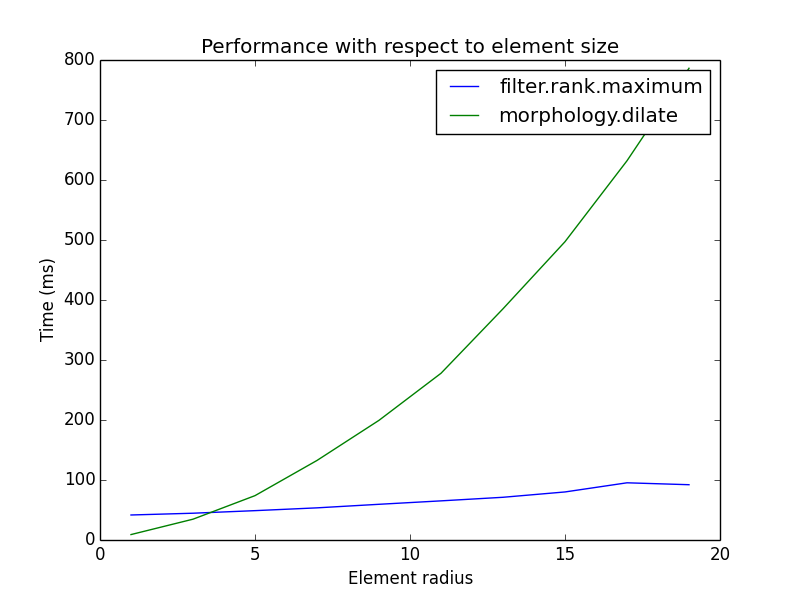 Performance with respect to element size
filter.rank.maximum
morphology.dilate
800
700
600
500
400
300
200
100
0
Time (ms)
0 5 10 15 20
Element radius